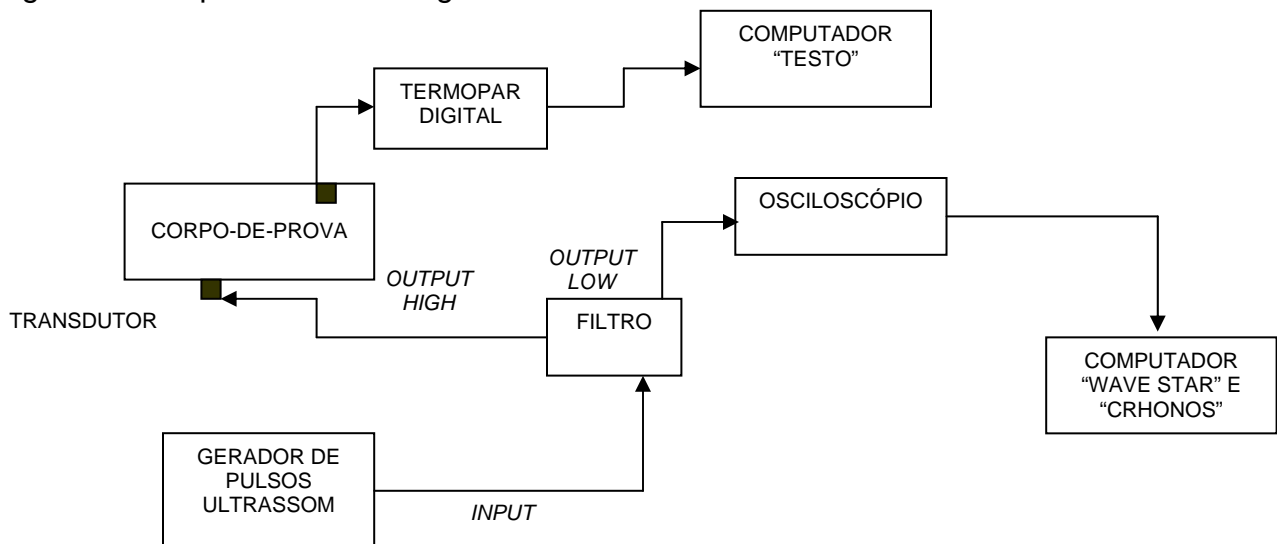 COMPUTADOR
“TESTO”
TERMOPAR
DIGITAL
CORPO-DE-PROVA
OSCILOSCÓPIO
OUTPUT
HIGH
OUTPUT
LOW
TRANSDUTOR
FILTRO
COMPUTADOR
“WAVE STAR” E
“CRHONOS”
GERADOR DE
PULSOS
ULTRASSOM
INPUT